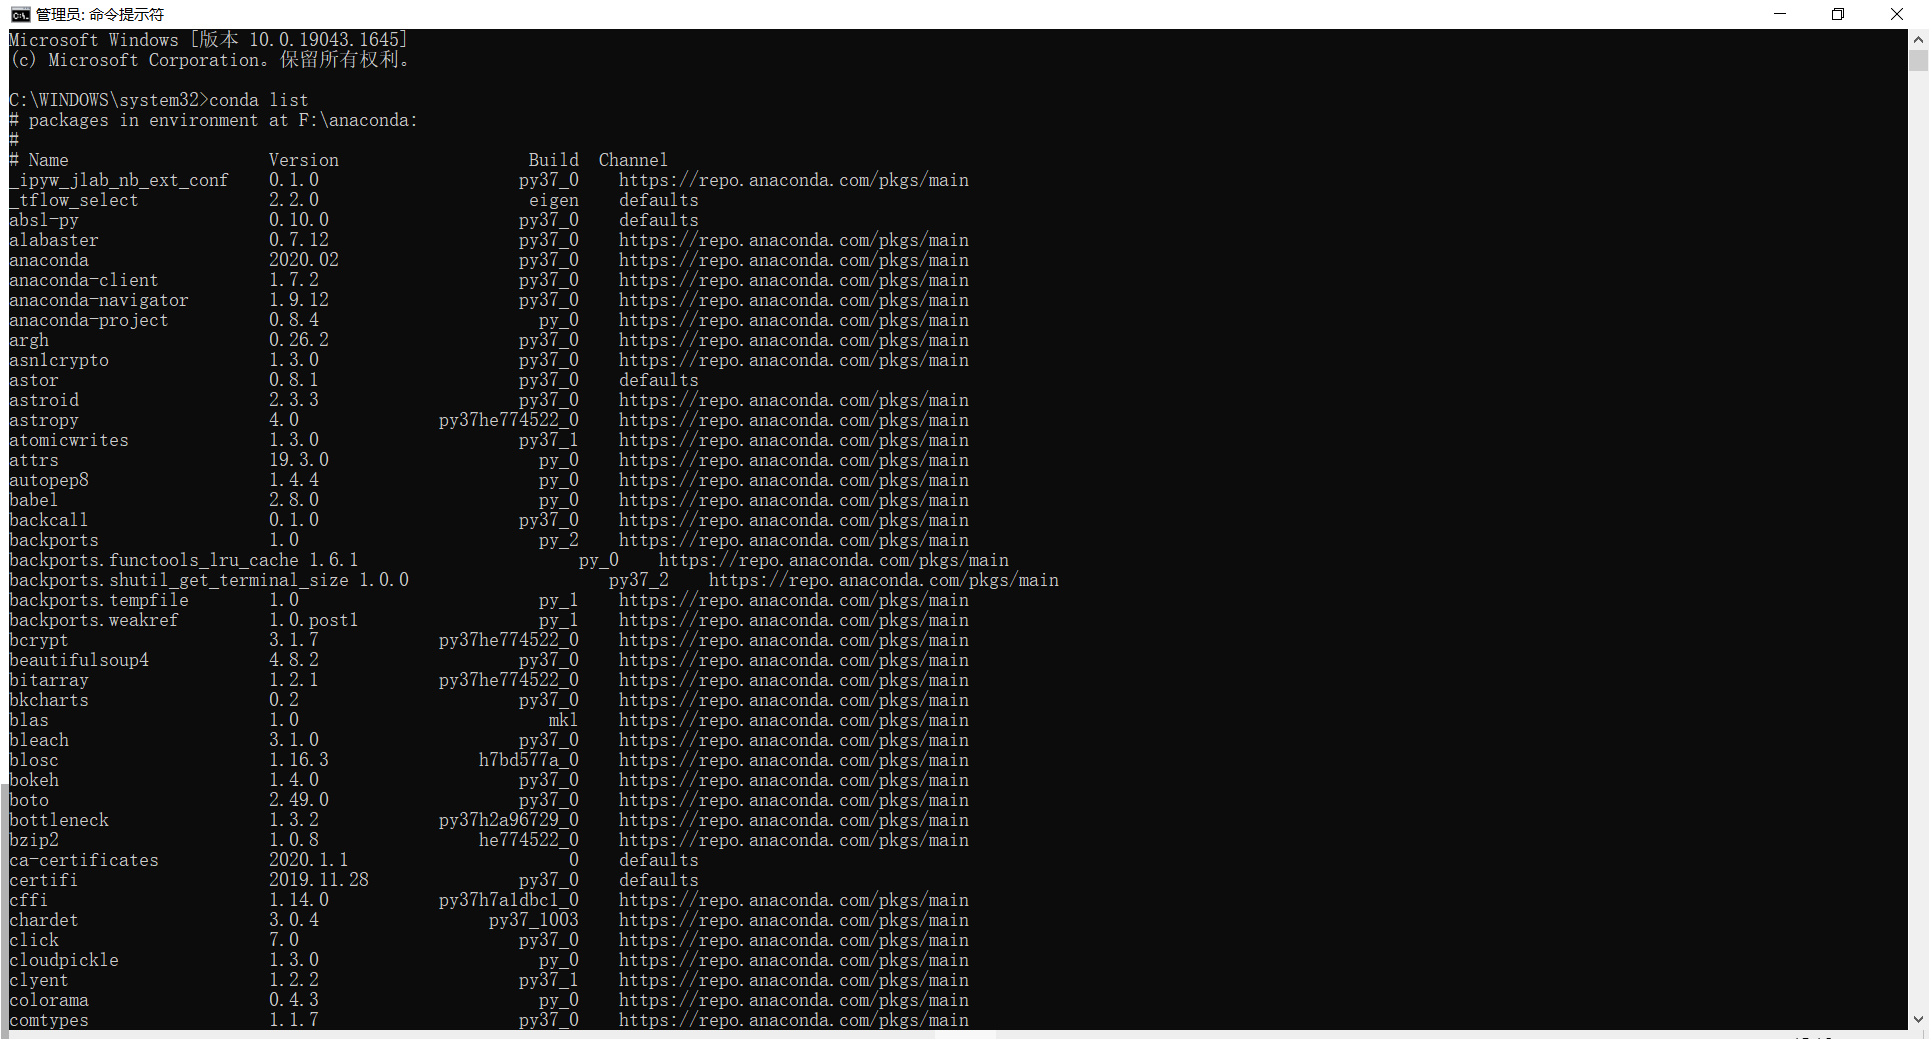 管理员: 命令提示符
Microsoft Windows [版本 10.0.19043.1645]
(c) Microsoft Corporation。保留所有权利。
C:\WINDOWS\system32>conda list
# packages in environment at F:\anaconda:
#
# Name Version Build Channel
_ipyw_jlab_nb_ext_conf 0.1.0 py37_0 https://repo.anaconda.com/pkgs/main
_tflow_select 2.2.0 eigen defaults
absl-py 0.10.0 py37_0 defaults
alabaster 0.7.12 py37_0 https://repo.anaconda.com/pkgs/main
anaconda 2020.02 py37_0 https://repo.anaconda.com/pkgs/main
anaconda-client 1.7.2 py37_0 https://repo.anaconda.com/pkgs/main
anaconda-navigator 1.9.12 py37_0 https://repo.anaconda.com/pkgs/main
anaconda-project 0.8.4 py_0 https://repo.anaconda.com/pkgs/main
argh 0.26.2 py37_0 https://repo.anaconda.com/pkgs/main
asn1crypto 1.3.0 py37_0 https://repo.anaconda.com/pkgs/main
astor 0.8.1 py37_0 defaults
astroid 2.3.3 py37_0 https://repo.anaconda.com/pkgs/main
astropy 4.0 py37he774522_0 https://repo.anaconda.com/pkgs/main
atomicwrites 1.3.0 py37_1 https://repo.anaconda.com/pkgs/main
attrs 19.3.0 py_0 https://repo.anaconda.com/pkgs/main
autopep8 1.4.4 py_0 https://repo.anaconda.com/pkgs/main
babel 2.8.0 py_0 https://repo.anaconda.com/pkgs/main
backcall 0.1.0 py37_0 https://repo.anaconda.com/pkgs/main
backports 1.0 py_2 https://repo.anaconda.com/pkgs/main
backports.functools_lru_cache 1.6.1 py_0 https://repo.anaconda.com/pkgs/main
backports.shutil_get_terminal_size 1.0.0 py37_2 https://repo.anaconda.com/pkgs/main
backports.tempfile 1.0 py_1 https://repo.anaconda.com/pkgs/main
backports.weakref 1.0.post1 py_1 https://repo.anaconda.com/pkgs/main
bcrypt 3.1.7 py37he774522_0 https://repo.anaconda.com/pkgs/main
beautifulsoup4 4.8.2 py37_0 https://repo.anaconda.com/pkgs/main
bitarray 1.2.1 py37he774522_0 https://repo.anaconda.com/pkgs/main
bkcharts 0.2 py37_0 https://repo.anaconda.com/pkgs/main
blas 1.0 mkl https://repo.anaconda.com/pkgs/main
bleach 3.1.0 py37_0 https://repo.anaconda.com/pkgs/main
blosc 1.16.3 h7bd577a_0 https://repo.anaconda.com/pkgs/main
bokeh 1.4.0 py37_0 https://repo.anaconda.com/pkgs/main
boto 2.49.0 py37_0 https://repo.anaconda.com/pkgs/main
bottleneck 1.3.2 py37h2a96729_0 https://repo.anaconda.com/pkgs/main
bzip2 1.0.8 he774522_0 https://repo.anaconda.com/pkgs/main
ca-certificates 2020.1.1 0 defaults
certifi 2019.11.28 py37_0 defaults
cffi 1.14.0 py37h7a1dbc1_0 https://repo.anaconda.com/pkgs/main
chardet 3.0.4 py37_1003 https://repo.anaconda.com/pkgs/main
click 7.0 py37_0 https://repo.anaconda.com/pkgs/main
cloudpickle 1.3.0 py_0 https://repo.anaconda.com/pkgs/main
clyent 1.2.2 py37_1 https://repo.anaconda.com/pkgs/main
colorama 0.4.3 py_0 https://repo.anaconda.com/pkgs/main
comtypes 1.1.7 py37_0 https://repo.anaconda.com/pkgs/main